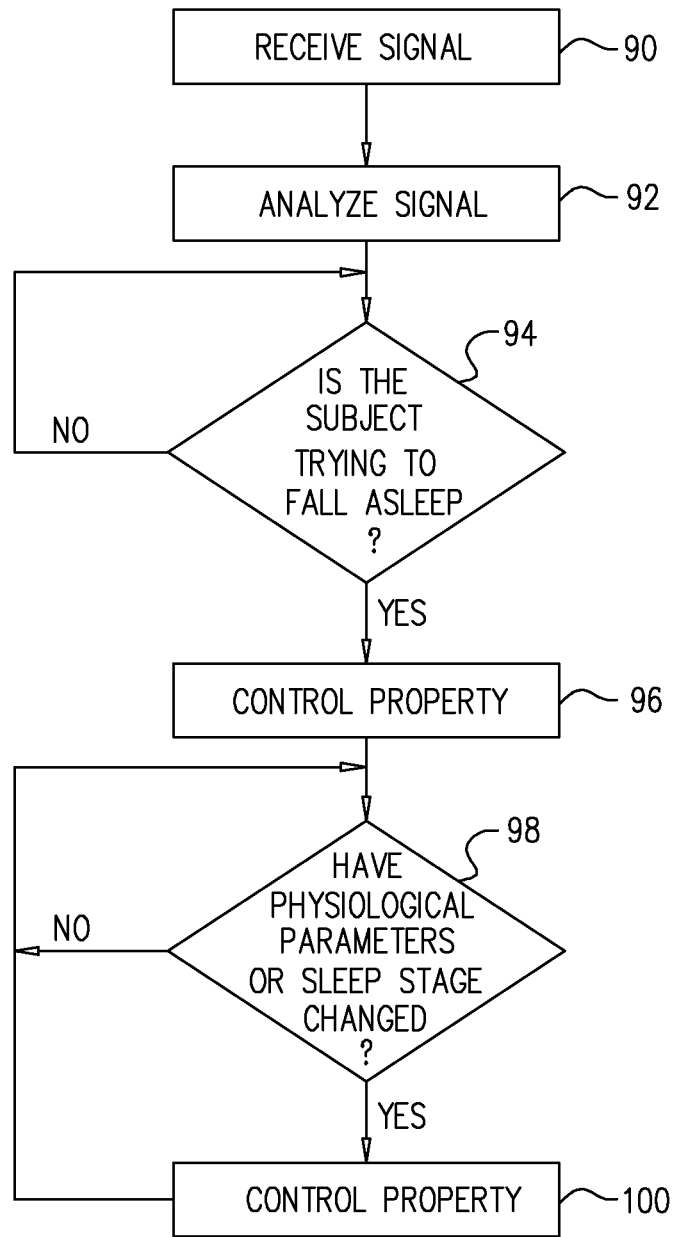 RECEIVE SIGNAL
90
ANALYZE SIGNAL
92
94
IS THE
SUBJECT
TRYING TO
FALL ASLEEP
?
NO
YES
CONTROL PROPERTY
96
98
HAVE
PHYSIOLOGICAL
PARAMETERS
OR SLEEP STAGE
CHANGED
?
NO
YES
CONTROL PROPERTY
100